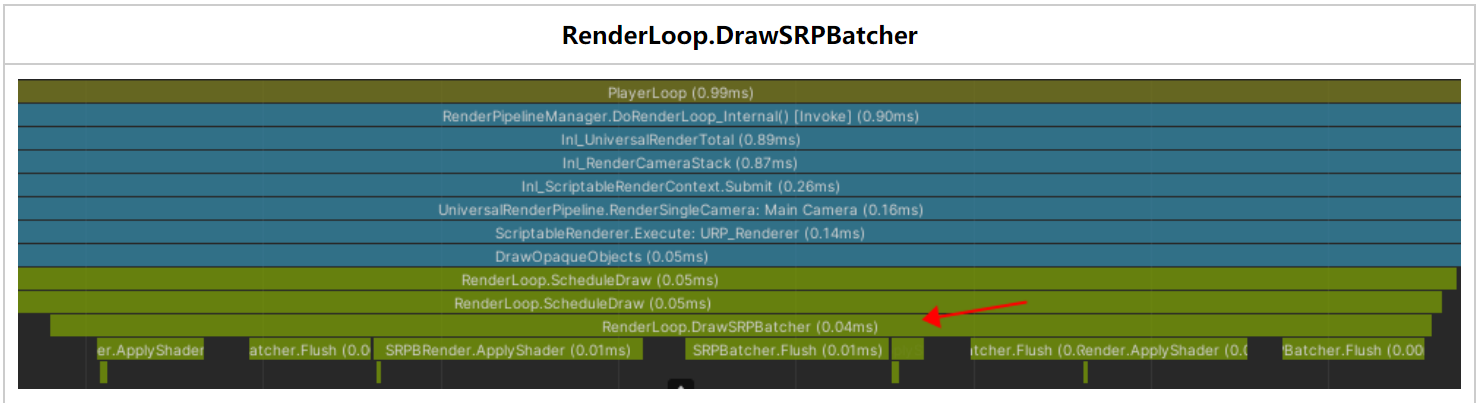 RenderLoop.DrawSRPBatcher
PlayerLoop (0.99ms)
RenderPipelineManager.DoRenderLoop_Internal() [Invoke] (0.90ms)
Inl_UniversalRenderTotal (0.89ms)
Inl_RenderCameraStack (0.87ms)
Inl_ScriptableRenderContext.Submit (0.26ms)
UniversalRenderPipeline.RenderSingleCamera: Main Camera (0.16ms)
ScriptableRenderer.Execute: URP_Renderer (0.14ms)
DrawOpaqueObjects (0.05ms)
RenderLoop.ScheduleDraw (0.05ms)
RenderLoop.ScheduleDraw (0.05ms)
RenderLoop.DrawSRPBatcher (0.04ms)
er.ApplyShader atcher.Flush (0.0 SRPBRender.ApplyShader (0.01ms) SRPBatcher.Flush (0.01ms) tcher.Flush (0. Render.ApplyShader (0.0 Batcher.Flush (0.00